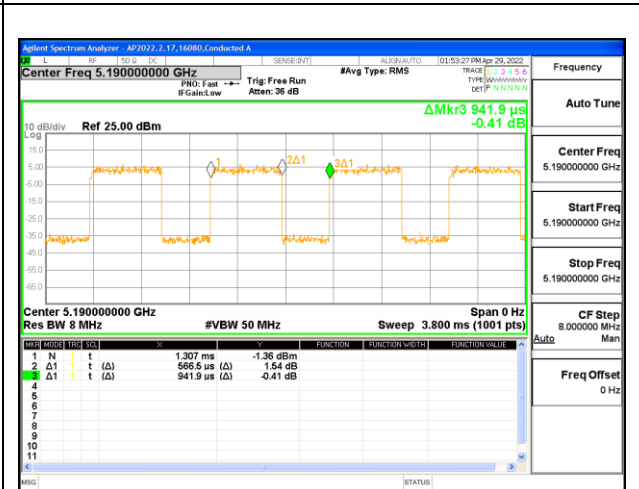 Agilent Spectrum Analyzer - AP2022.2.17,16080,Conducted A
L RF 50 Ω DC SENSE:INT ALIGN AUTO 01:53:27 PM Apr 29, 2022
Center Freq 5.190000000 GHz #Avg Type: RMS TRACE 1 2 3 4 5 6
PNO: Fast Trig: Free Run TYPE WWWWWW
IFGain:Low Atten: 36 dB DET P N N N N N
ΔMkr3 941.9 µs
-0.41 dB
10 dB/div Ref 25.00 dBm
Log
15.0
5.00
-5.00
-15.0
-25.0
-35.0
-45.0
-55.0
-65.0
1 2Δ1 3Δ1
Center 5.190000000 GHz Span 0 Hz
Res BW 8 MHz #VBW 50 MHz Sweep 3.800 ms (1001 pts)
MKR MODE TRC SCL X Y FUNCTION FUNCTION WIDTH FUNCTION VALUE
1 N 1 t 1.307 ms -1.36 dBm
2 Δ1 1 t (Δ) 566.5 µs (Δ) 1.54 dB
3 Δ1 1 t (Δ) 941.9 µs (Δ) -0.41 dB
4
5
6
7
8
9
10
11
MSG STATUS
Frequency
Auto Tune
Center Freq
5.190000000 GHz
Start Freq
5.190000000 GHz
Stop Freq
5.190000000 GHz
CF Step
8.000000 MHz
Auto Man
Freq Offset
0 Hz